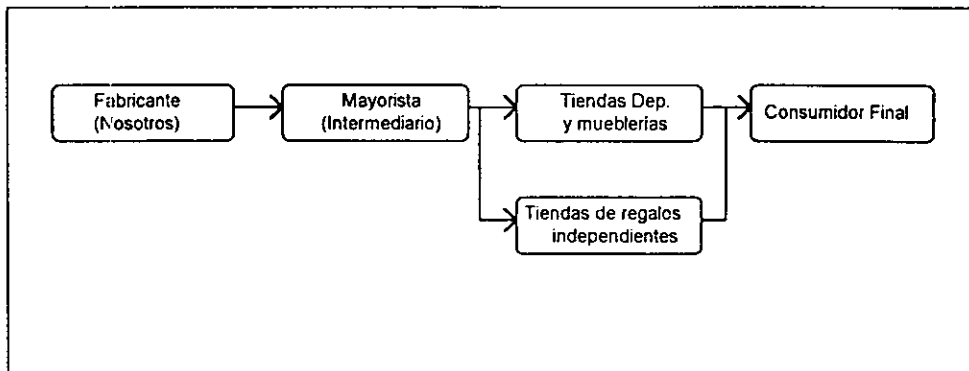 Fabricante
(Nosotros)
Mayorista
(Intermediario)
Tiendas Dep.
y mueblerías
Consumidor Final
Tiendas de regalos
independientes